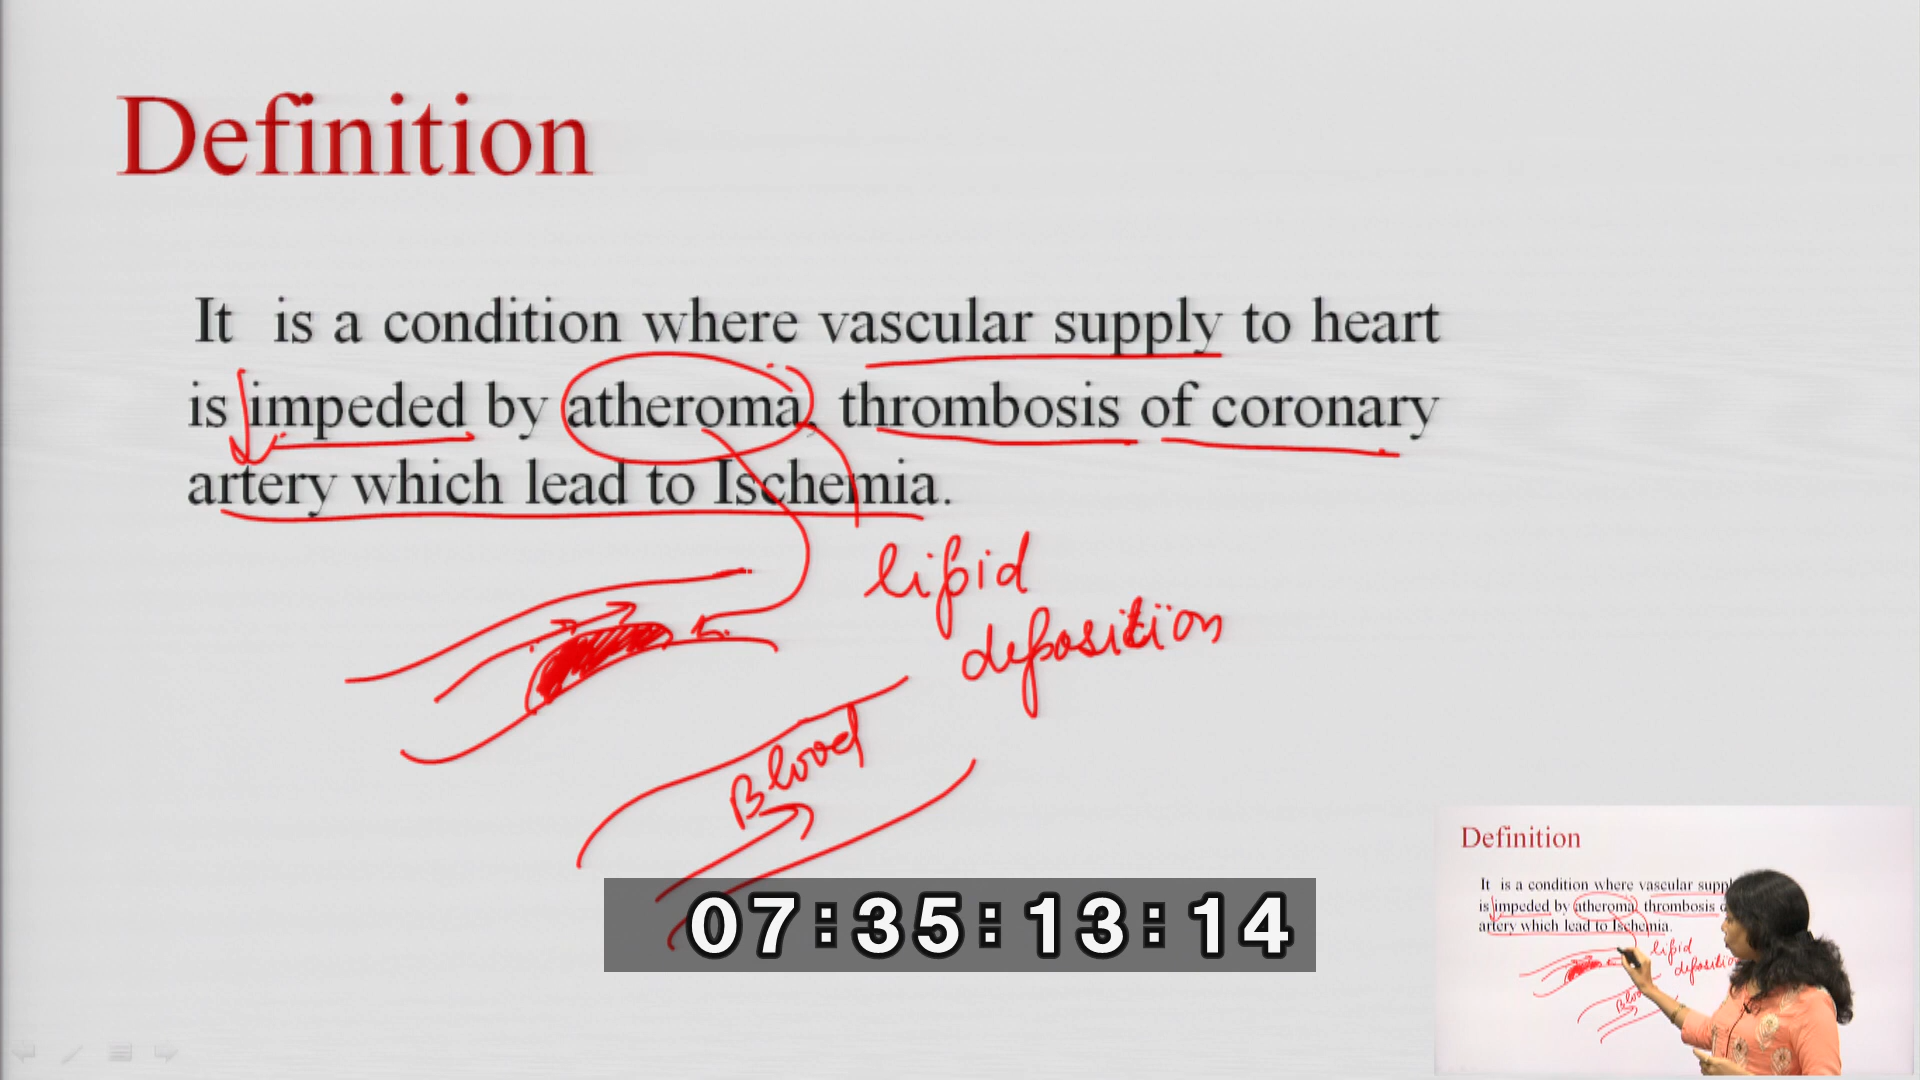 Definition
It is a condition where vascular supply to heart
is impeded by atheroma, thrombosis of coronary
artery which lead to Ischemia.
lipid
deposition
Blood
07:35:13:14
Definition
It is a condition where vascular suppl
is impeded by atheroma, thrombosis
artery which lead to Ischemia.
lipid
depositio
Bloo